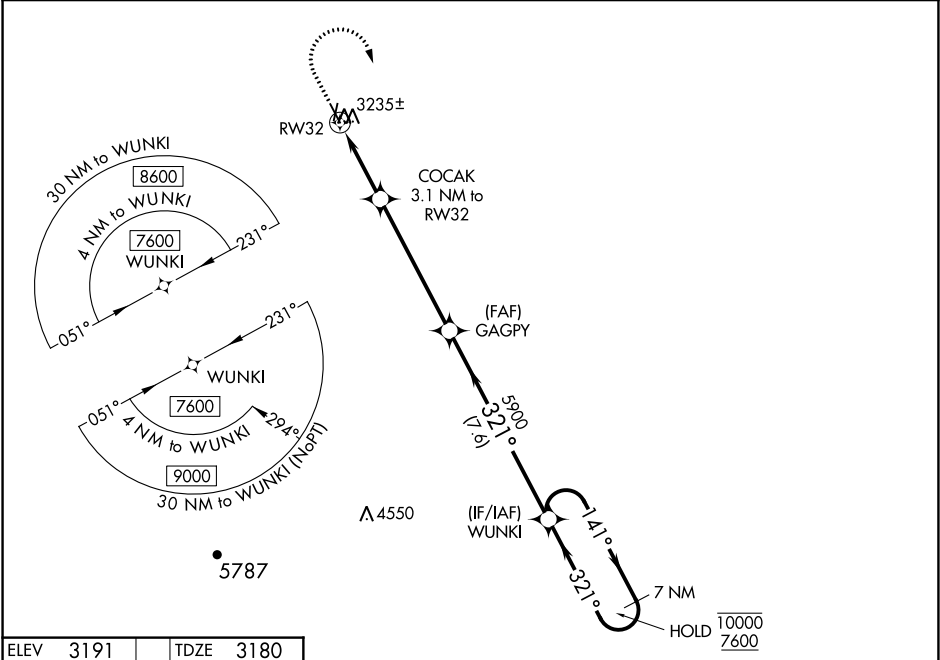 3235±
RW32
COCAK
3.1 NM to
RW32
30 NM to WUNKI
8600
4 NM to WUNKI
7600
WUNKI
231°
051°
(FAF)
GAGPY
231°
WUNKI
051°
7600
4 NM to WUNKI
294°
9000
30 NM to WUNKI (NoPT)
5900
321°
(7.6)
4550
(IF/IAF)
WUNKI
141°
321°
7 NM
HOLD
10000
7600
5787
ELEV 3191 TDZE 3180